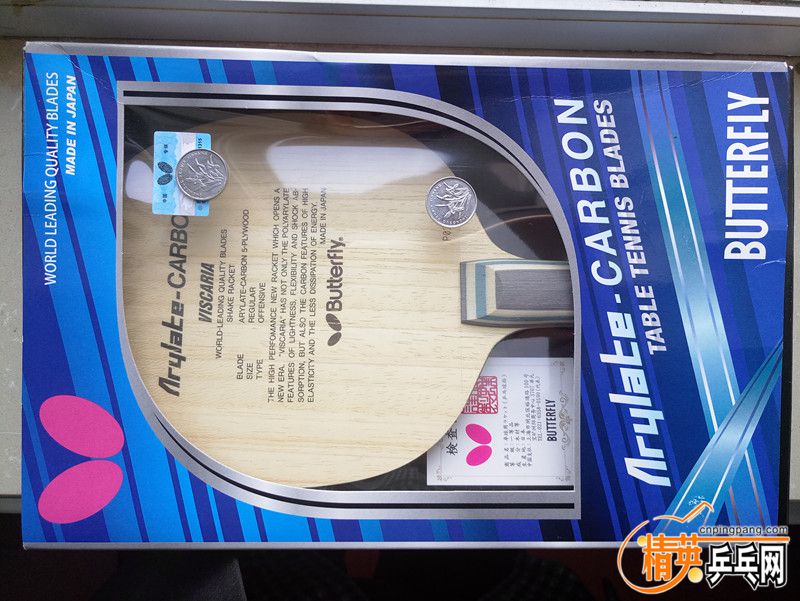 WORLD LEADING QUALITY BLADES
MADE IN JAPAN
Arylate-CARBO
VISCARIA
WORLD-LEADING QUALITY BLADES
SHAKE RACKET
BLADE ARYLATE-CARBON 5-PLYWOOD
SIZE REGULAR
TYPE OFFENSIVE
THE HIGH PERFOMANCE NEW RACKET WHICH OPENS A
NEW ERA. "VISCARIA" HAS NOT ONLY THE POLYARYLATE
FEATURES OF LIGHTNESS, FLEXIBILITY AND SHOCK AB-
SORPTION, BUT ALSO THE CARBON FEATURES OF HIGH
ELASTICITY AND THE LESS DISSIPATION OF ENERGY.
MADE IN JAPAN
Butterfly.
検査
BUTTERFLY
Arylate-CARBON
TABLE TENNIS BLADES
BUTTERFLY
cnpingpang.com
精英乒乓网